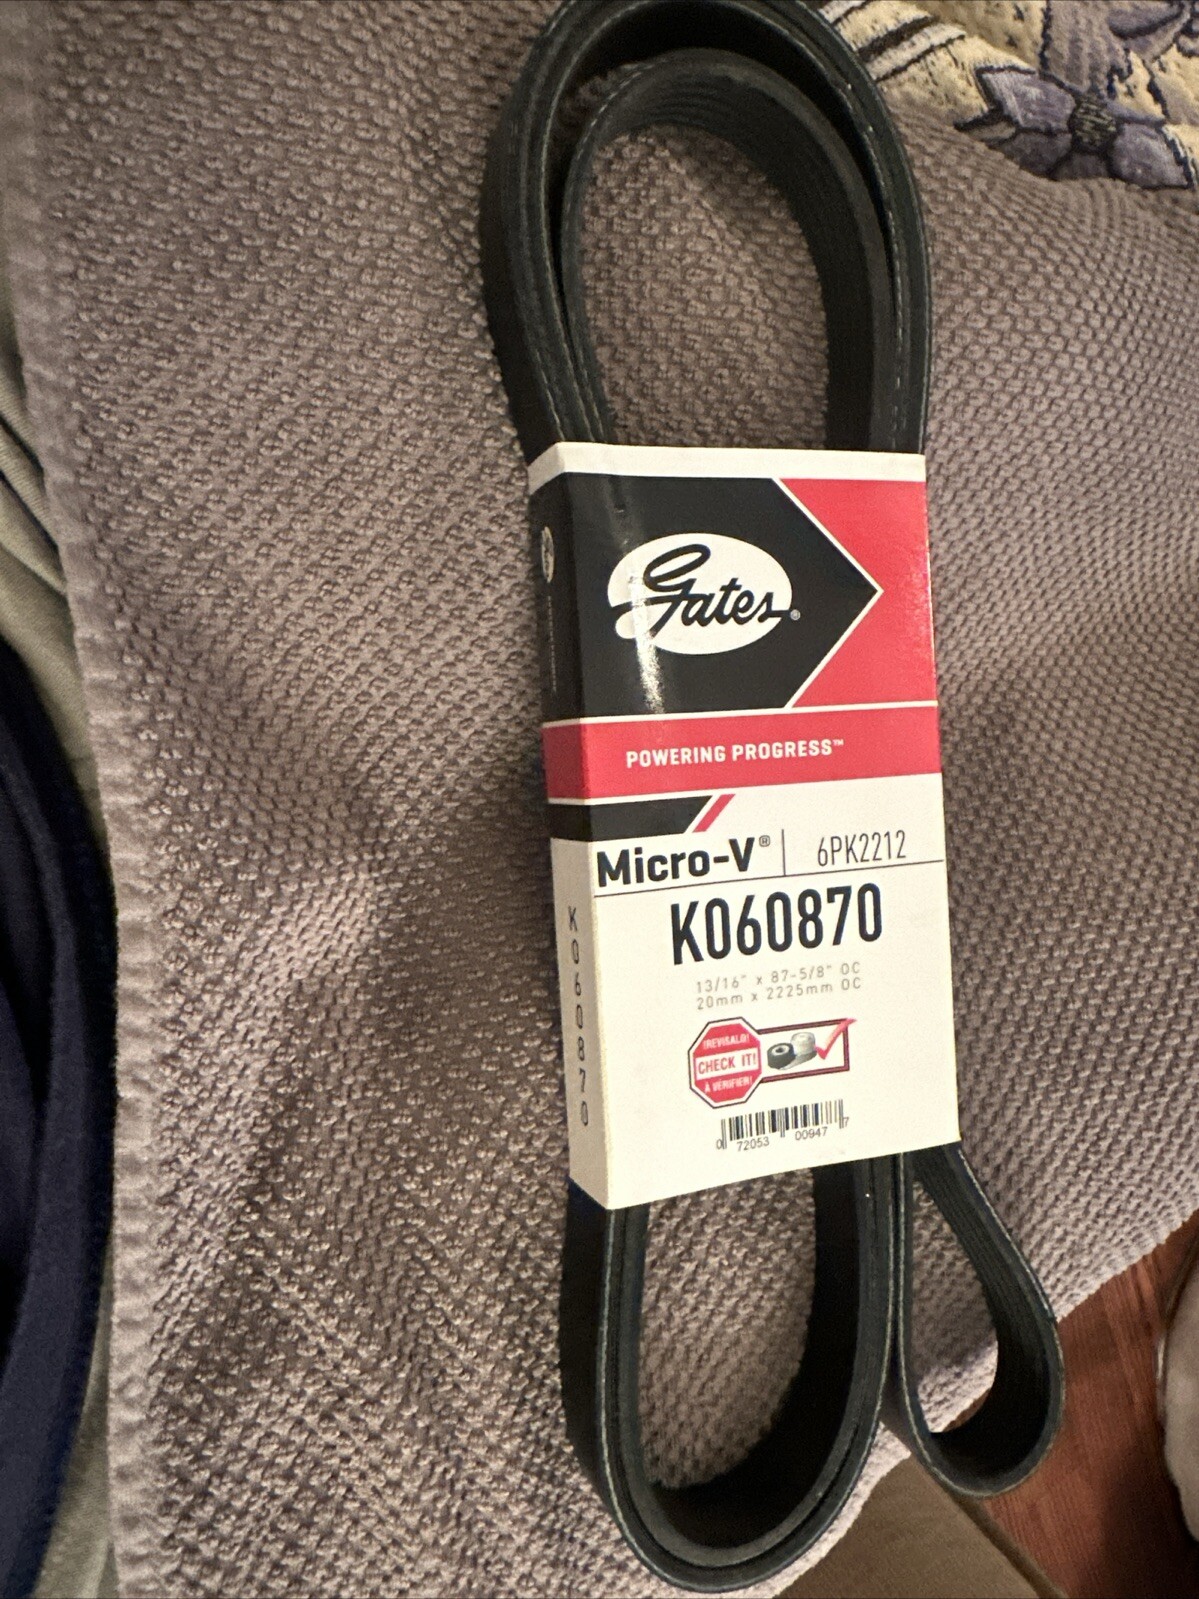 Gates®
POWERING PROGRESS™
Micro-V® 6PK2212
K060870
13/16" x 87-5/8" OC
20mm x 2225mm OC
¡REVISALO!
CHECK IT!
À VÉRIFIER!
0 72053 00947 7
K060870